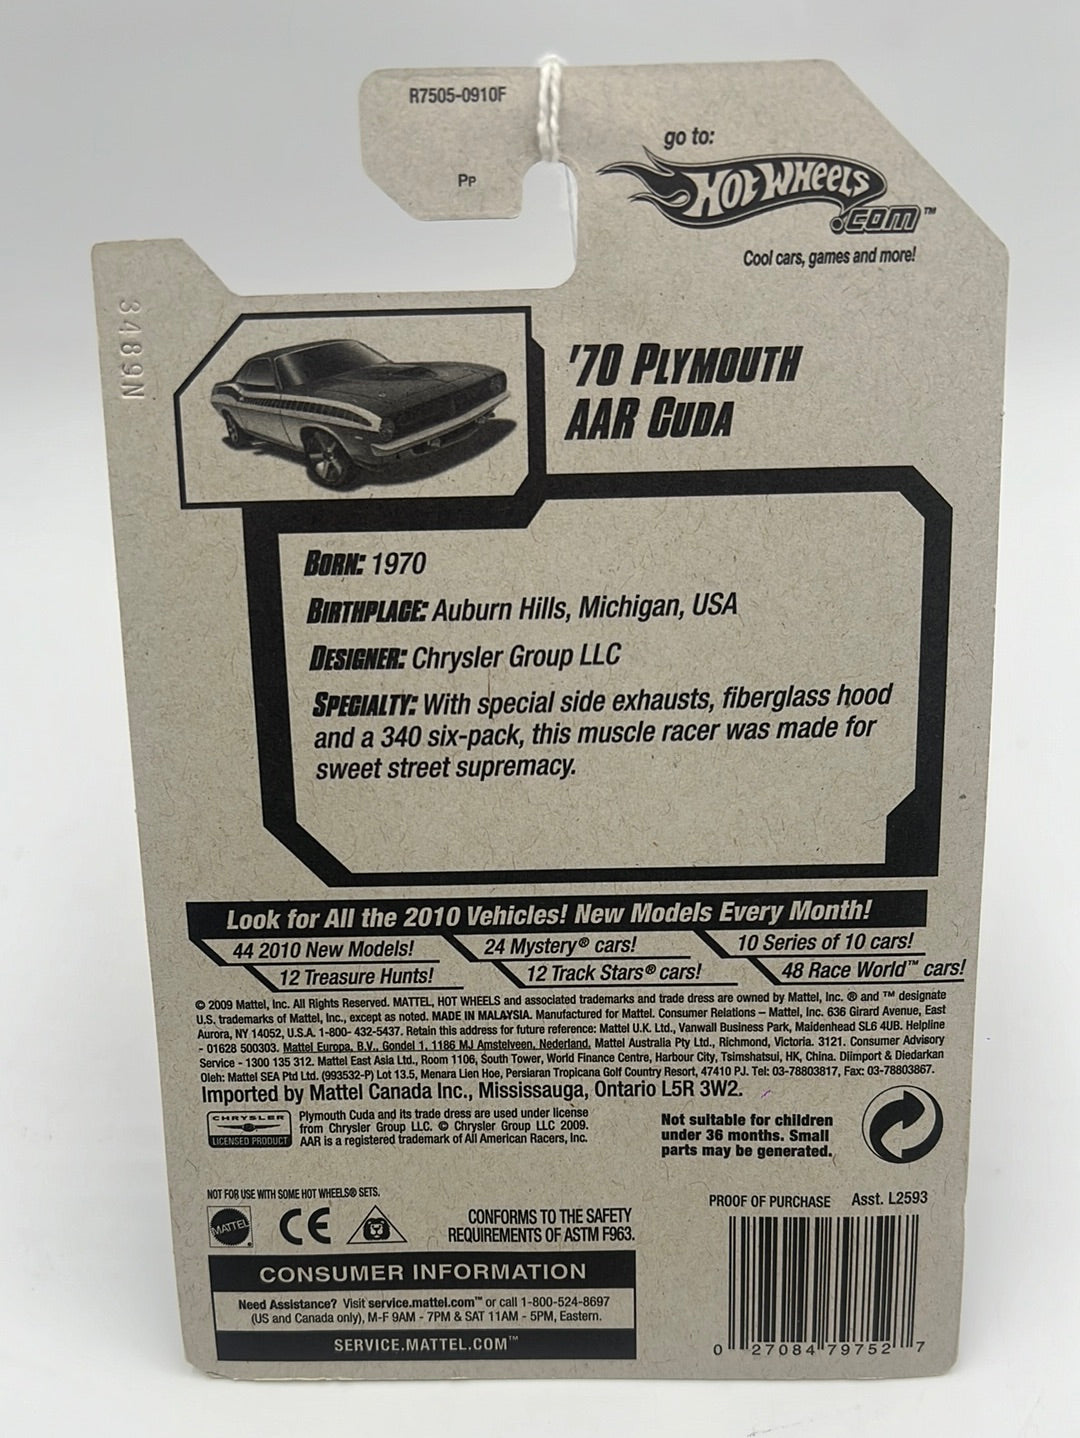 R7505-0910F
PP
go to:
HOT WHEELS
.COM™
Cool cars, games and more!
3489N
'70 PLYMOUTH
AAR CUDA
BORN: 1970
BIRTHPLACE: Auburn Hills, Michigan, USA
DESIGNER: Chrysler Group LLC
SPECIALTY: With special side exhausts, fiberglass hood
and a 340 six-pack, this muscle racer was made for
sweet street supremacy.
Look for All the 2010 Vehicles! New Models Every Month!
44 2010 New Models! 24 Mystery® cars! 10 Series of 10 cars!
12 Treasure Hunts! 12 Track Stars® cars! 48 Race World™ cars!
© 2009 Mattel, Inc. All Rights Reserved. MATTEL, HOT WHEELS and associated trademarks and trade dress are owned by Mattel, Inc. ® and ™ designate
U.S. trademarks of Mattel, Inc., except as noted. MADE IN MALAYSIA. Manufactured for Mattel. Consumer Relations – Mattel, Inc. 636 Girard Avenue, East
Aurora, NY 14052, U.S.A. 1-800- 432-5437. Retain this address for future reference: Mattel U.K. Ltd., Vanwall Business Park, Maidenhead SL6 4UB. Helpline
- 01628 500303. Mattel Europa, B.V., Gondel 1, 1186 MJ Amstelveen, Nederland. Mattel Australia Pty Ltd., Richmond, Victoria. 3121. Consumer Advisory
Service - 1300 135 312. Mattel East Asia Ltd., Room 1106, South Tower, World Finance Centre, Harbour City, Tsimshatsui, HK, China. Diimport & Diedarkan
Oleh: Mattel SEA Ptd Ltd. (993532-P) Lot 13.5, Menara Lien Hoe, Persiaran Tropicana Golf Country Resort, 47410 PJ. Tel: 03-78803817, Fax: 03-78803867.
Imported by Mattel Canada Inc., Mississauga, Ontario L5R 3W2.
CHRYSLER
LICENSED PRODUCT
Plymouth Cuda and its trade dress are used under license
from Chrysler Group LLC. © Chrysler Group LLC 2009.
AAR is a registered trademark of All American Racers, Inc.
Not suitable for children
under 36 months. Small
parts may be generated.
NOT FOR USE WITH SOME HOT WHEELS® SETS.
MATTEL
CE
CONFORMS TO THE SAFETY
REQUIREMENTS OF ASTM F963.
PROOF OF PURCHASE Asst. L2593
CONSUMER INFORMATION
Need Assistance? Visit service.mattel.com™ or call 1-800-524-8697
(US and Canada only), M-F 9AM - 7PM & SAT 11AM - 5PM, Eastern.
SERVICE.MATTEL.COM™
0 27084 79752 7